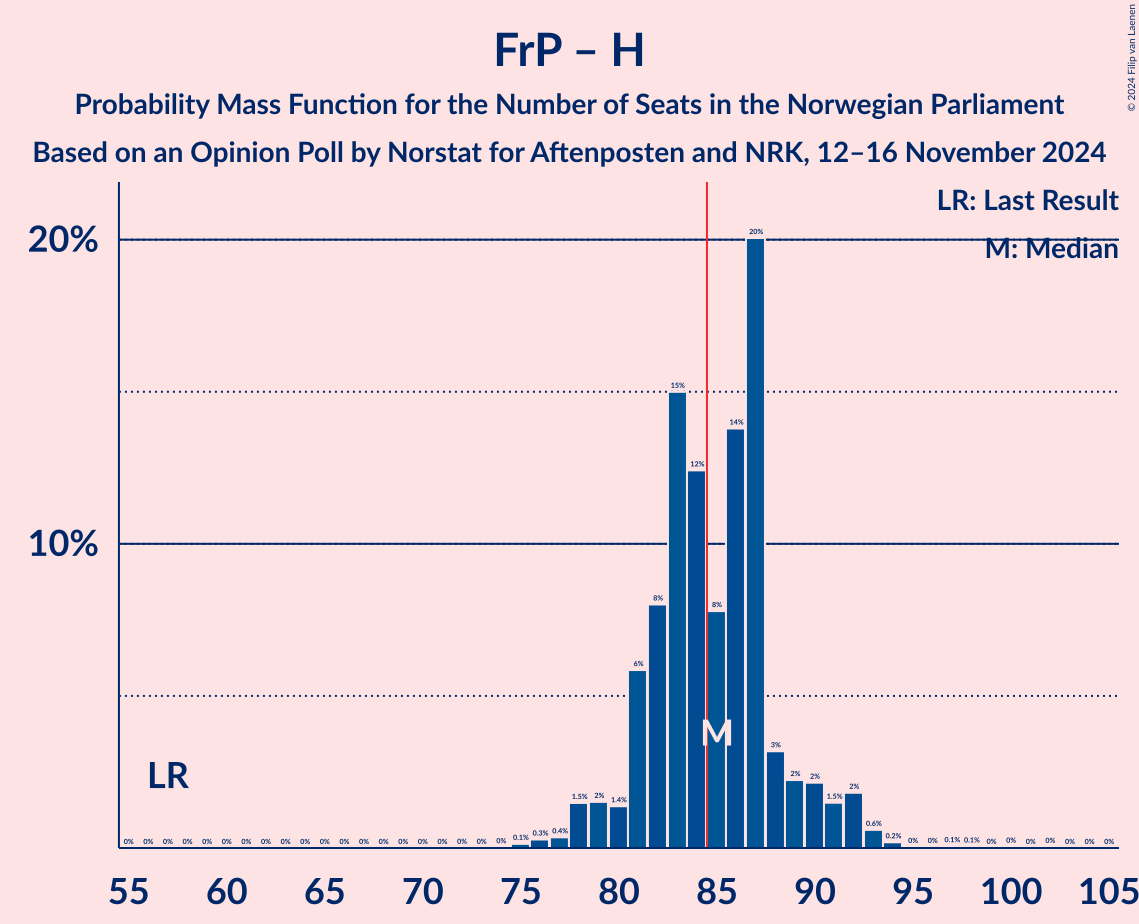 FrP – H
Probability Mass Function for the Number of Seats in the Norwegian Parliament
Based on an Opinion Poll by Norstat for Aftenposten and NRK, 12–16 November 2024
© 2024 Filip van Laenen
LR: Last Result
M: Median
20%
10%
20%
15%
14%
12%
8% 8%
6%
3%
1.5% 2% 1.4% 2% 2% 1.5% 2%
0% 0% 0% 0% 0% 0% 0% 0% 0% 0% 0% 0% 0% 0% 0% 0% 0% 0% 0% 0% 0.1% 0.3% 0.4% 0.6% 0.2% 0% 0% 0.1% 0.1% 0% 0% 0% 0% 0% 0% 0%
LR
M
55 60 65 70 75 80 85 90 95 100 105